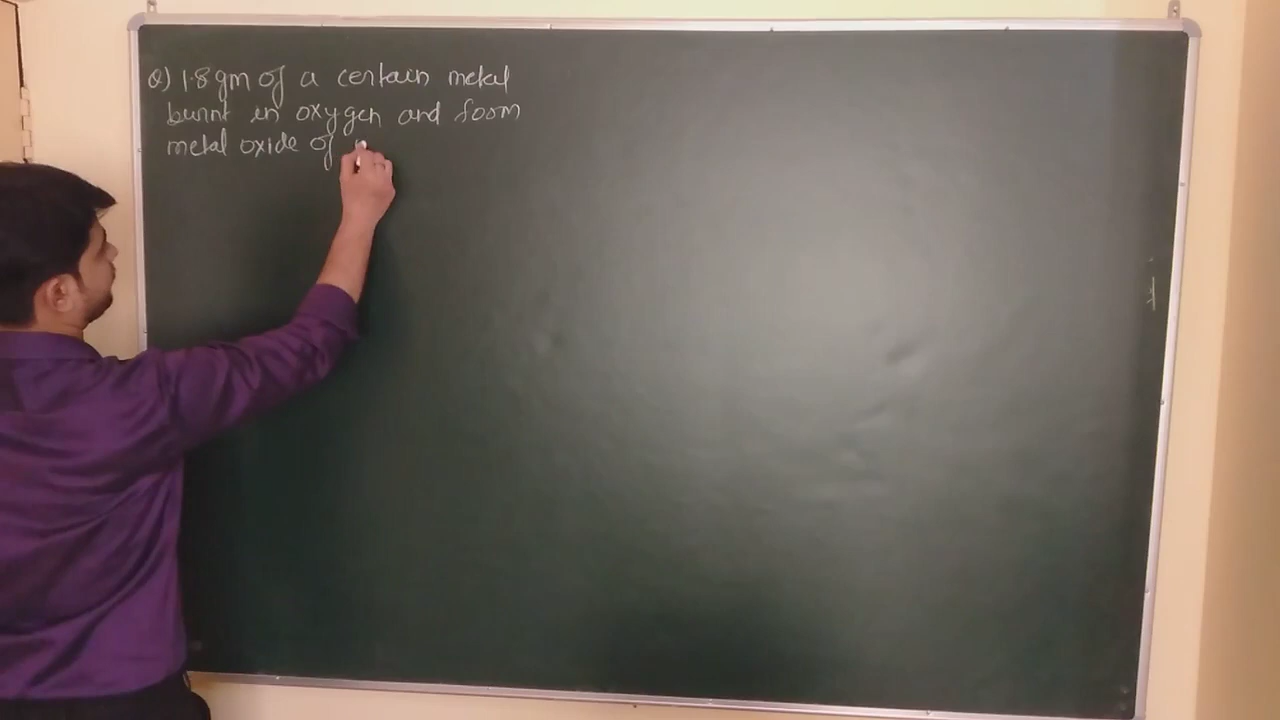 Q) 1.8 gm of a certain metal
burnt in oxygen and form
metal oxide of